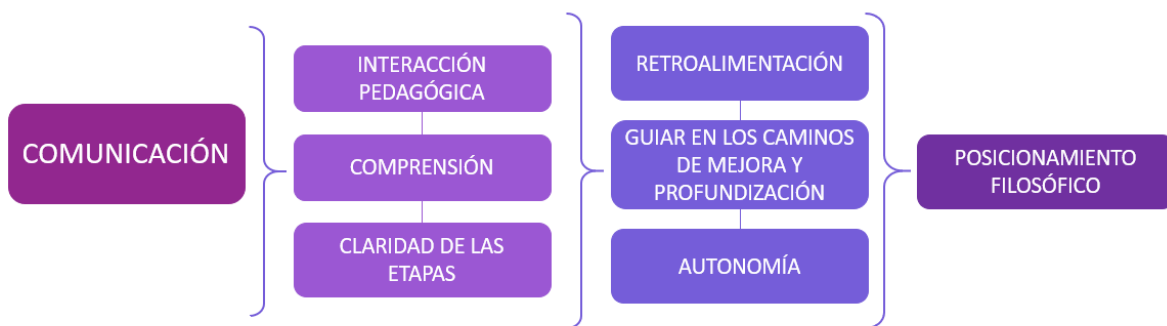 COMUNICACIÓN
INTERACCIÓN
PEDAGÓGICA
COMPRENSIÓN
CLARIDAD DE LAS
ETAPAS
RETROALIMENTACIÓN
GUIAR EN LOS CAMINOS
DE MEJORA Y
PROFUNDIZACIÓN
AUTONOMÍA
POSICIONAMIENTO
FILOSÓFICO